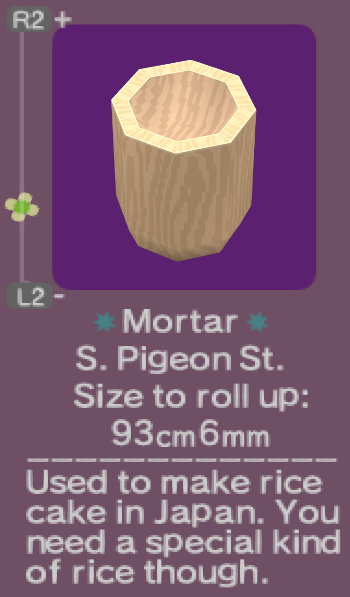 R2 +
L2 -
Mortar
S. Pigeon St.
Size to roll up:
93cm6mm
Used to make rice
cake in Japan. You
need a special kind
of rice though.